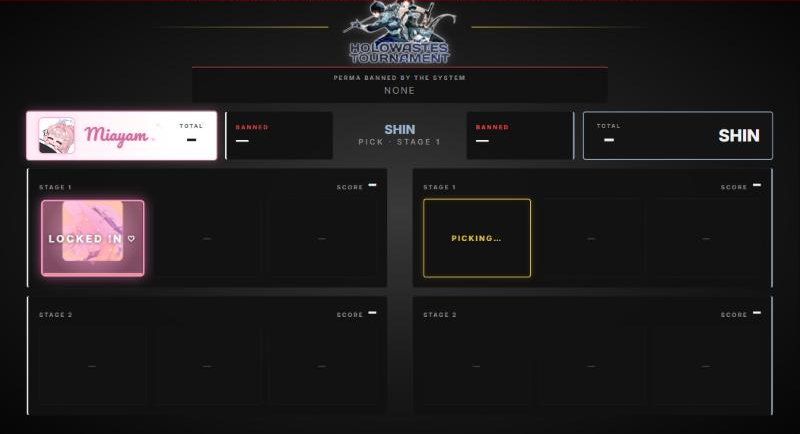 HOLOWASTES
TOURNAMENT
PERMA BANNED BY THE SYSTEM
NONE
Miayam
TOTAL
–
BANNED
–
SHIN
PICK · STAGE 1
BANNED
–
TOTAL
–
SHIN
STAGE 1
SCORE –
LOCKED IN ♡
–
–
STAGE 1
SCORE –
PICKING...
–
–
STAGE 2
SCORE –
–
–
–
STAGE 2
SCORE –
–
–
–